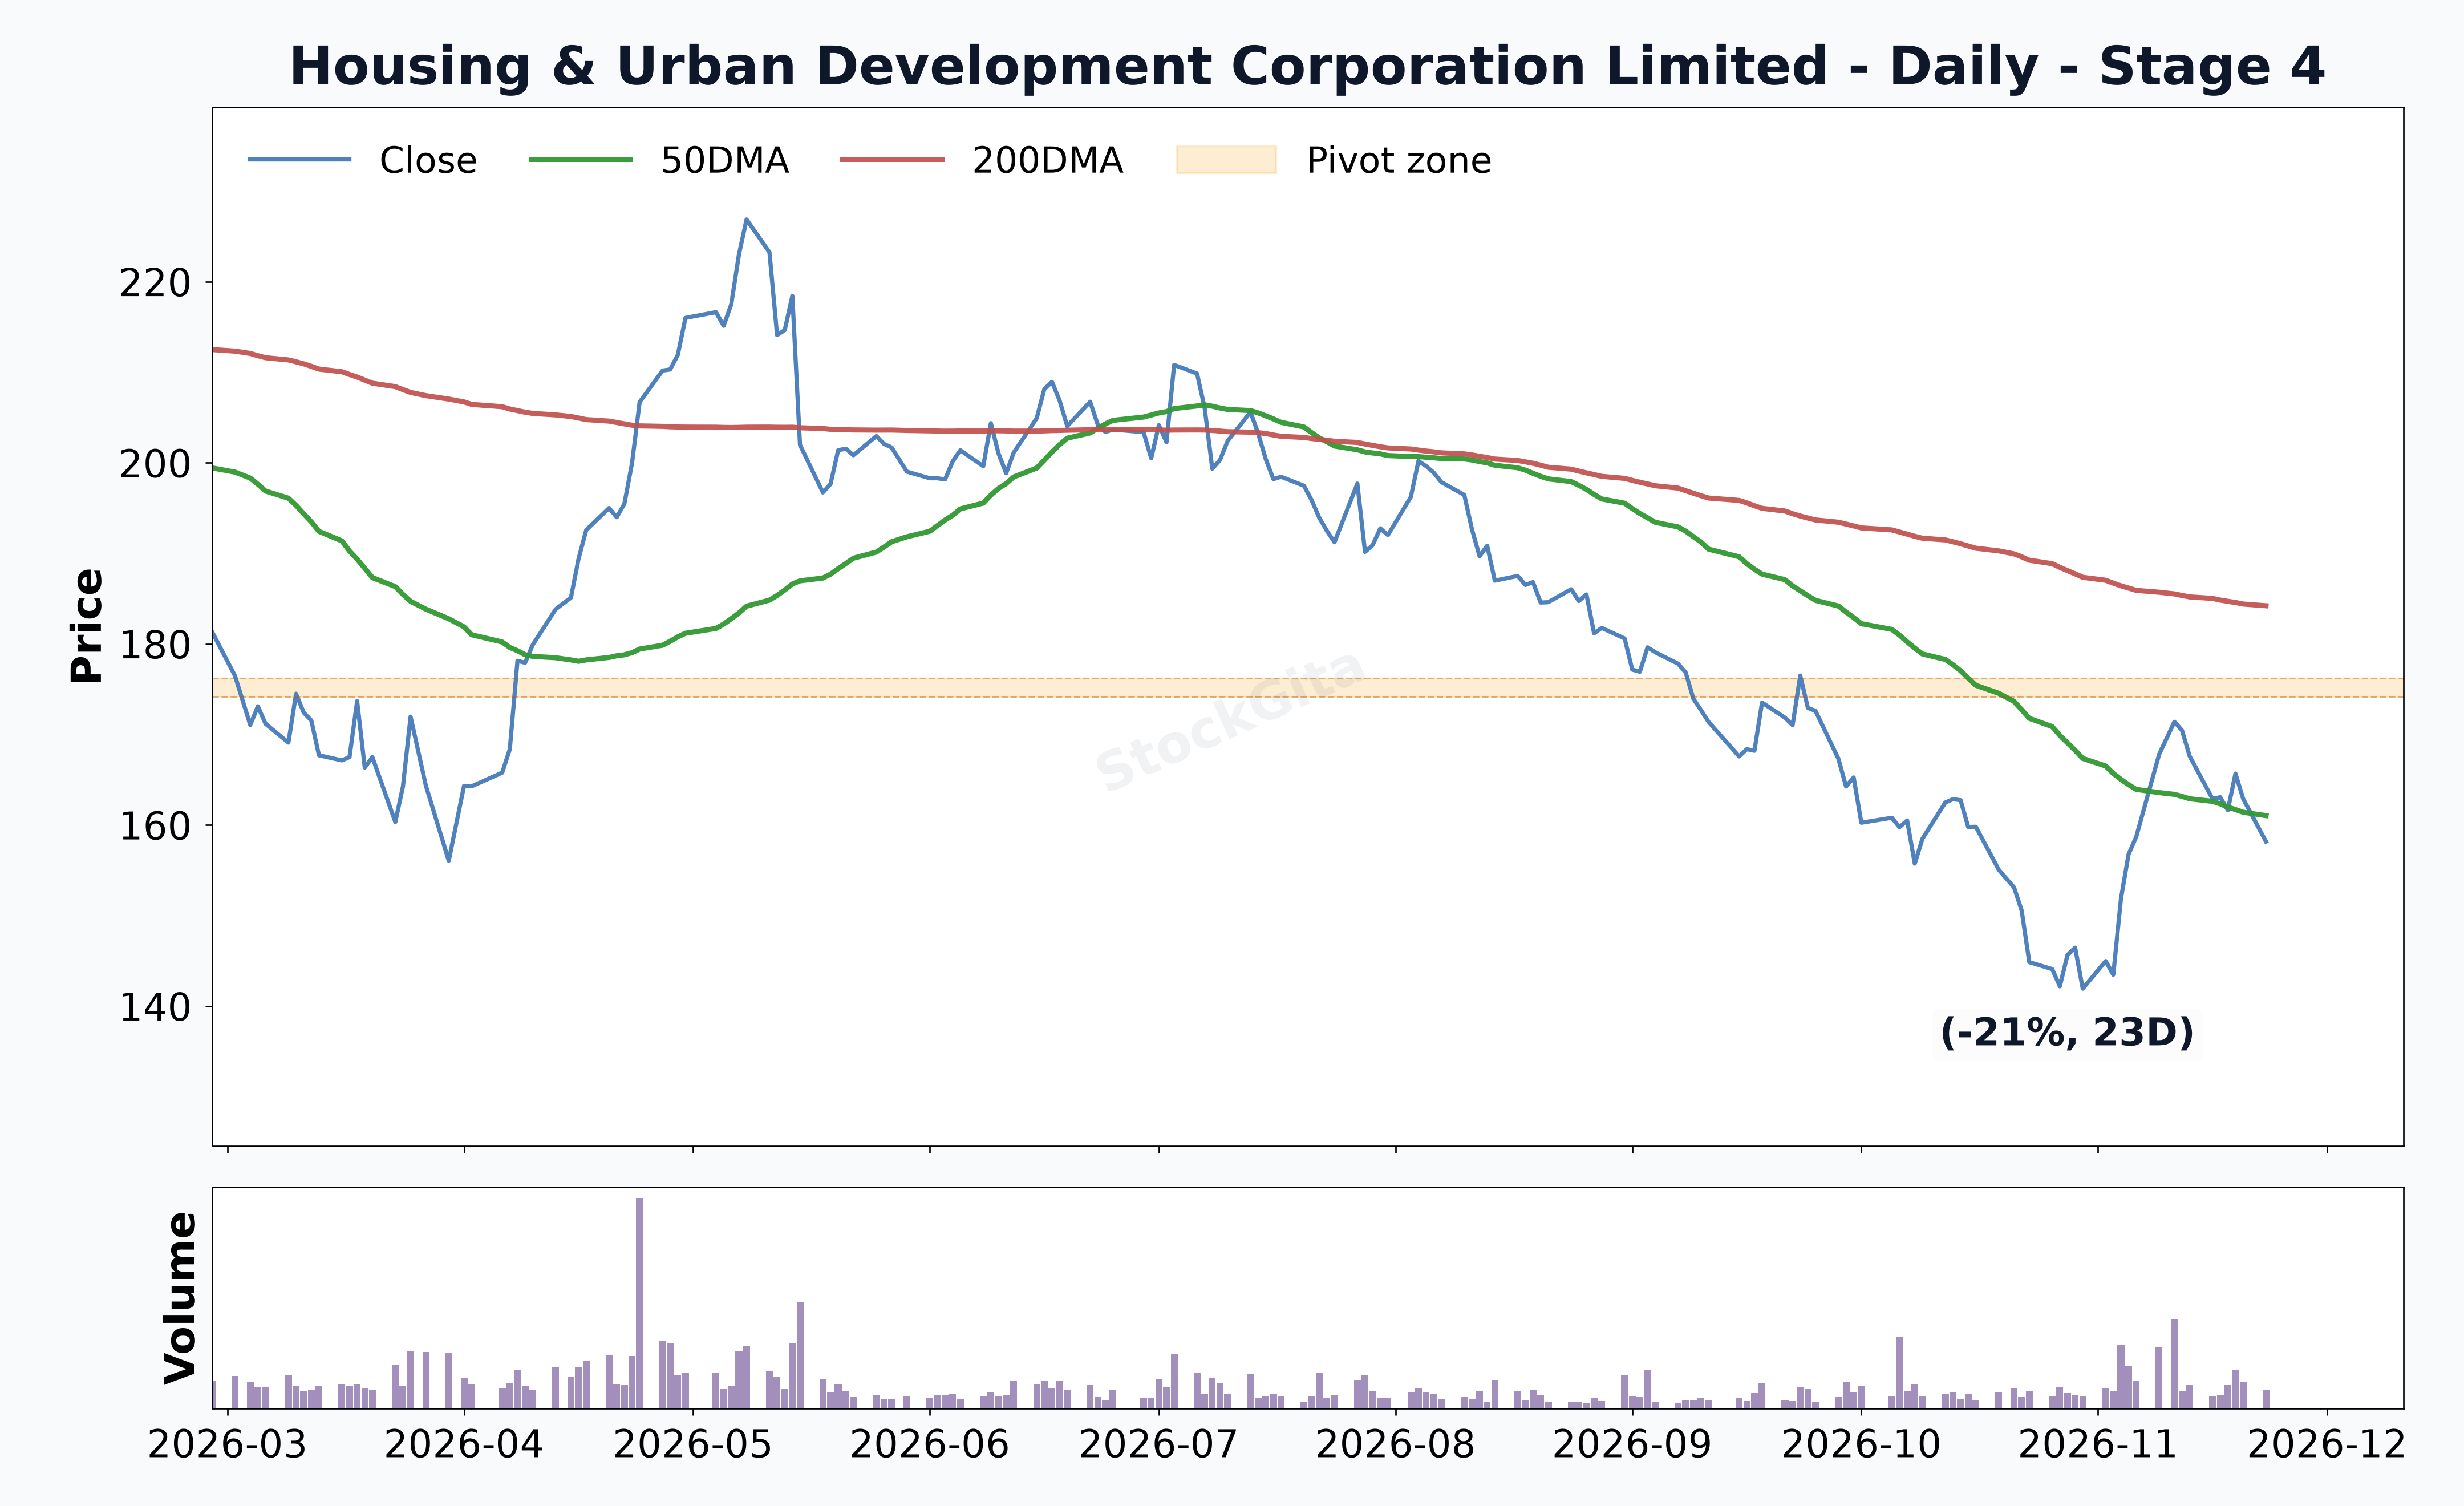 Housing & Urban Development Corporation Limited - Daily - Stage 4
Close 50DMA 200DMA Pivot zone
220
200
180
160
140
Price
StockGita
(-21%, 23D)
Volume
2026-03 2026-04 2026-05 2026-06 2026-07 2026-08 2026-09 2026-10 2026-11 2026-12